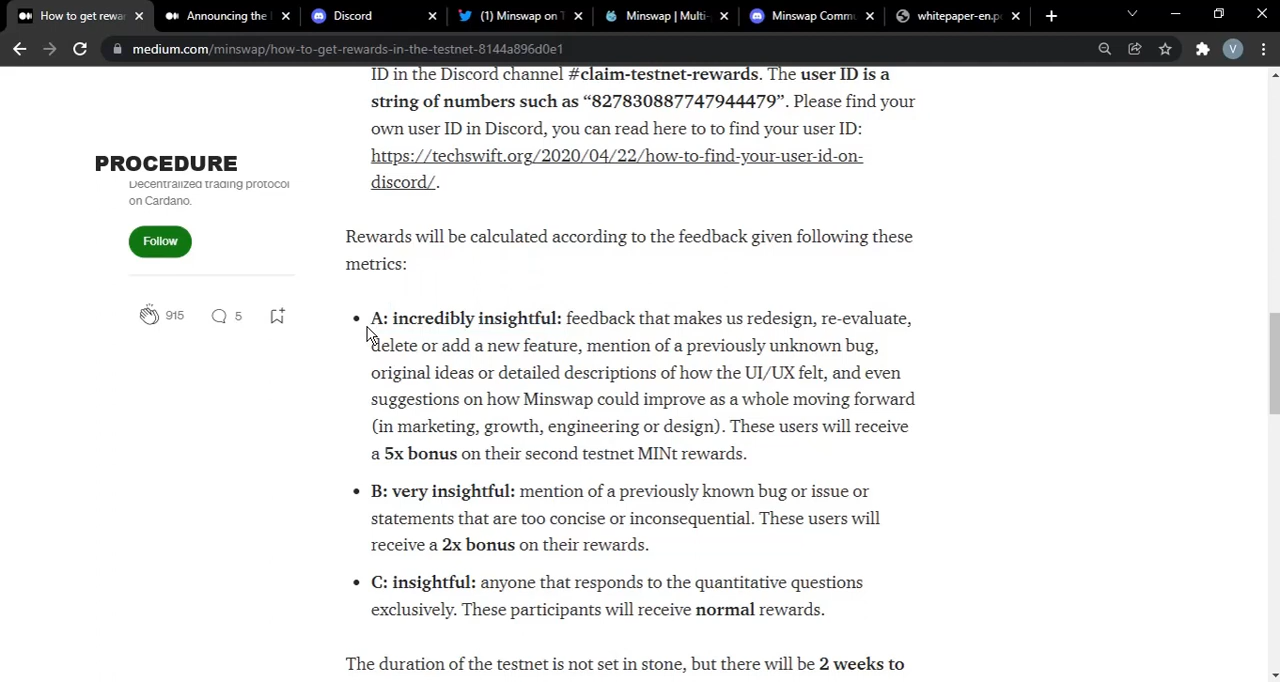 How to get rewa
Announcing the
Discord
(1) Minswap on T
Minswap | Multi-
Minswap Commu
whitepaper-en.p
medium.com/minswap/how-to-get-rewards-in-the-testnet-8144a896d0e1
V
ID in the Discord channel #claim-testnet-rewards. The user ID is a
string of numbers such as “827830887747944479”. Please find your
own user ID in Discord, you can read here to to find your user ID:
https://techswift.org/2020/04/22/how-to-find-your-user-id-on-
discord/.
PROCEDURE
Decentralized trading protocol
on Cardano.
Follow
915
5
Rewards will be calculated according to the feedback given following these
metrics:
• A: incredibly insightful: feedback that makes us redesign, re-evaluate,
delete or add a new feature, mention of a previously unknown bug,
original ideas or detailed descriptions of how the UI/UX felt, and even
suggestions on how Minswap could improve as a whole moving forward
(in marketing, growth, engineering or design). These users will receive
a 5x bonus on their second testnet MINt rewards.
• B: very insightful: mention of a previously known bug or issue or
statements that are too concise or inconsequential. These users will
receive a 2x bonus on their rewards.
• C: insightful: anyone that responds to the quantitative questions
exclusively. These participants will receive normal rewards.
The duration of the testnet is not set in stone, but there will be 2 weeks to